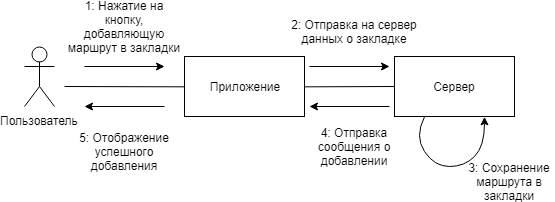 1: Нажатие на
кнопку,
добавляющую
маршрут в закладки
2: Отправка на сервер
данных о закладке
Приложение
Сервер
Пользователь
5: Отображение
успешного
добавления
4: Отправка
сообщения о
добавлении
3: Сохранение
маршрута в
закладки